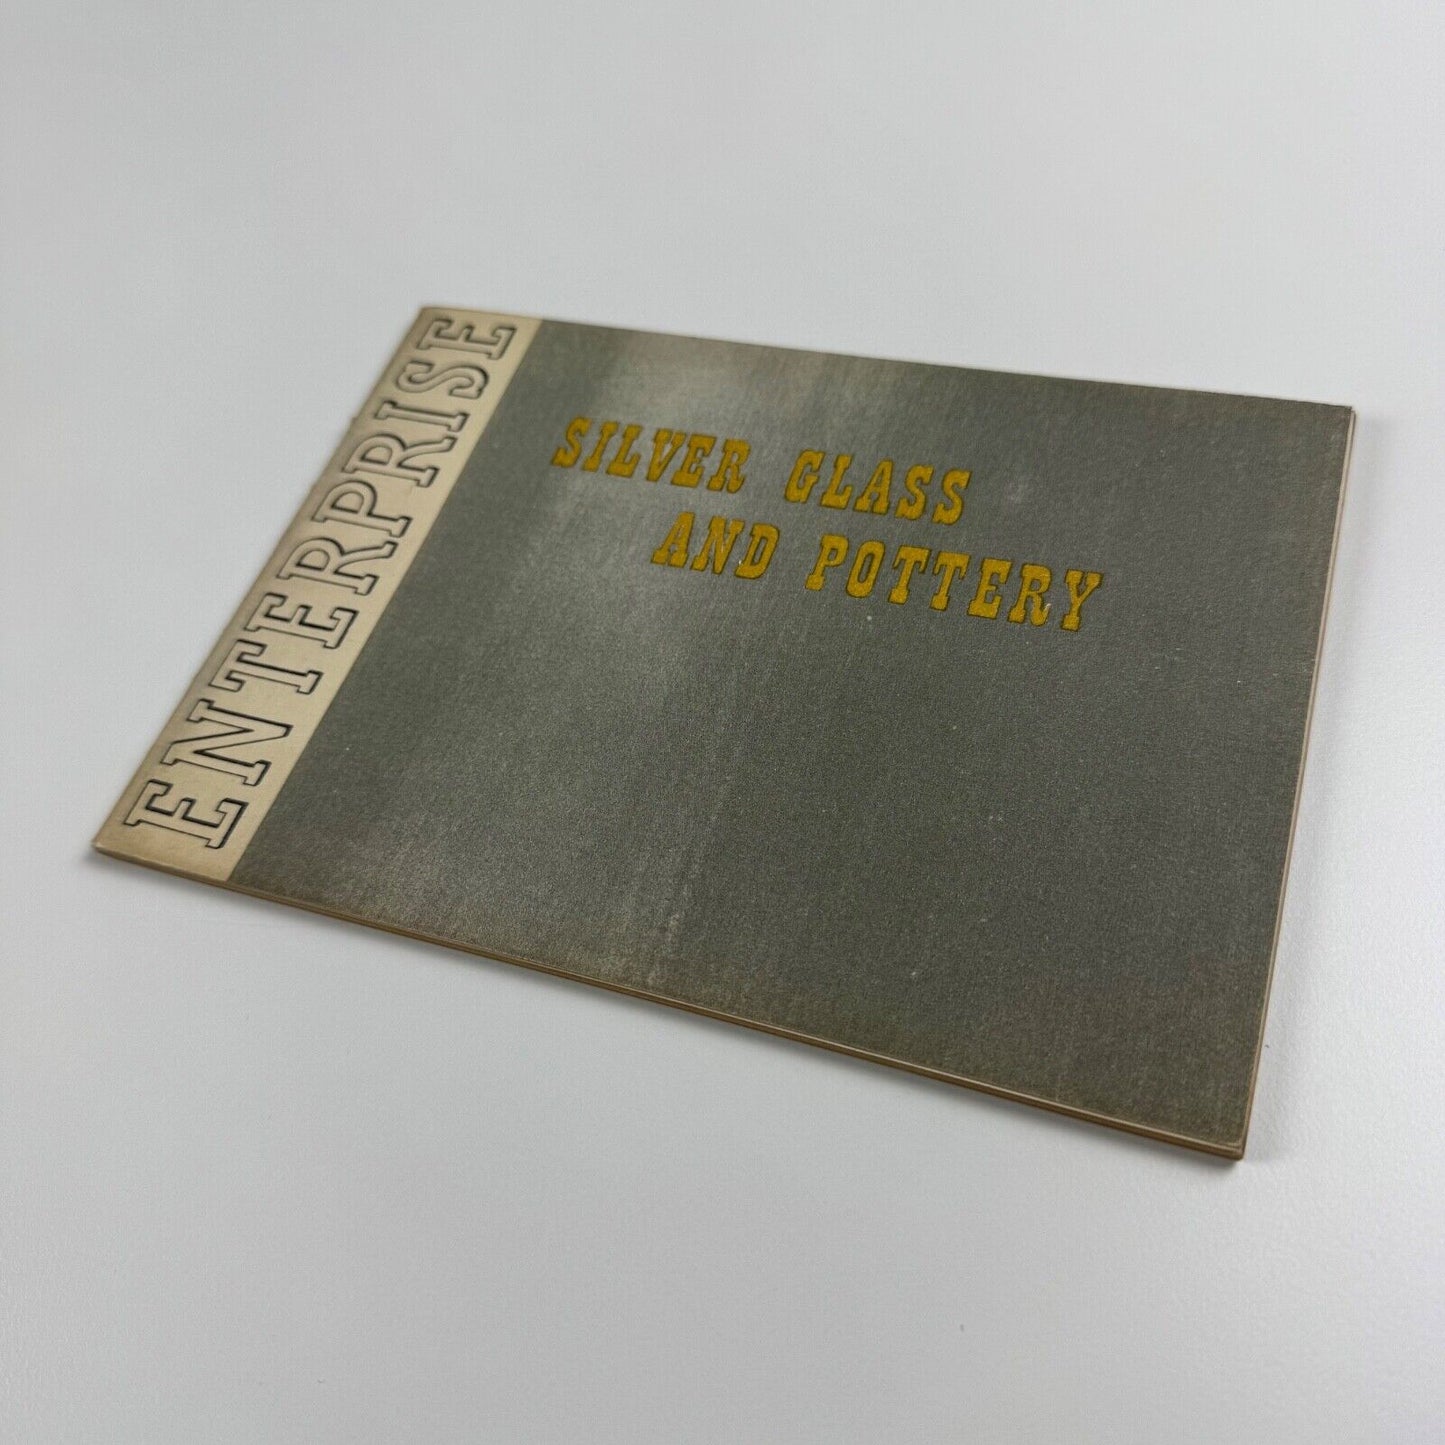 ENTERPRISE
SILVER GLASS
AND POTTERY